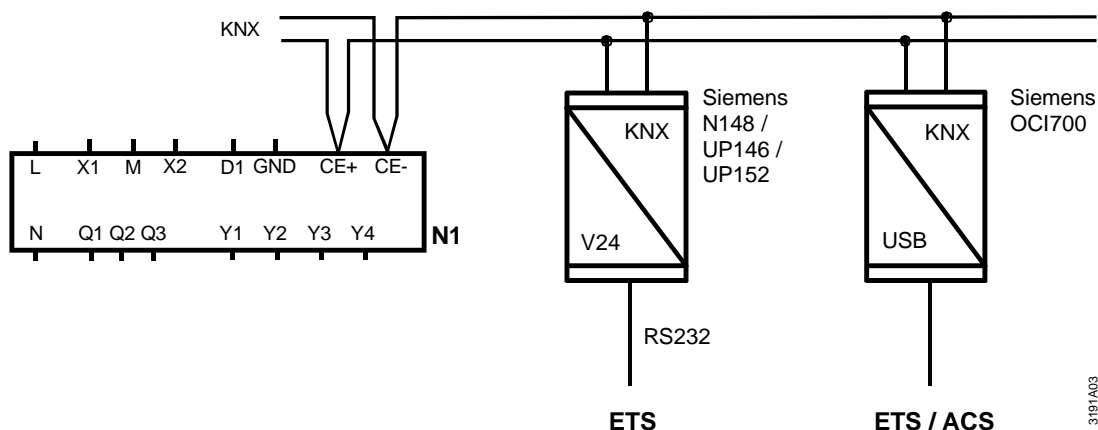 KNX
L X1 M X2 D1 GND CE+ CE-
N Q1 Q2 Q3 Y1 Y2 Y3 Y4
N1
KNX
V24
Siemens
N148 /
UP146 /
UP152
RS232
ETS
KNX
USB
Siemens
OCI700
ETS / ACS
3191A03